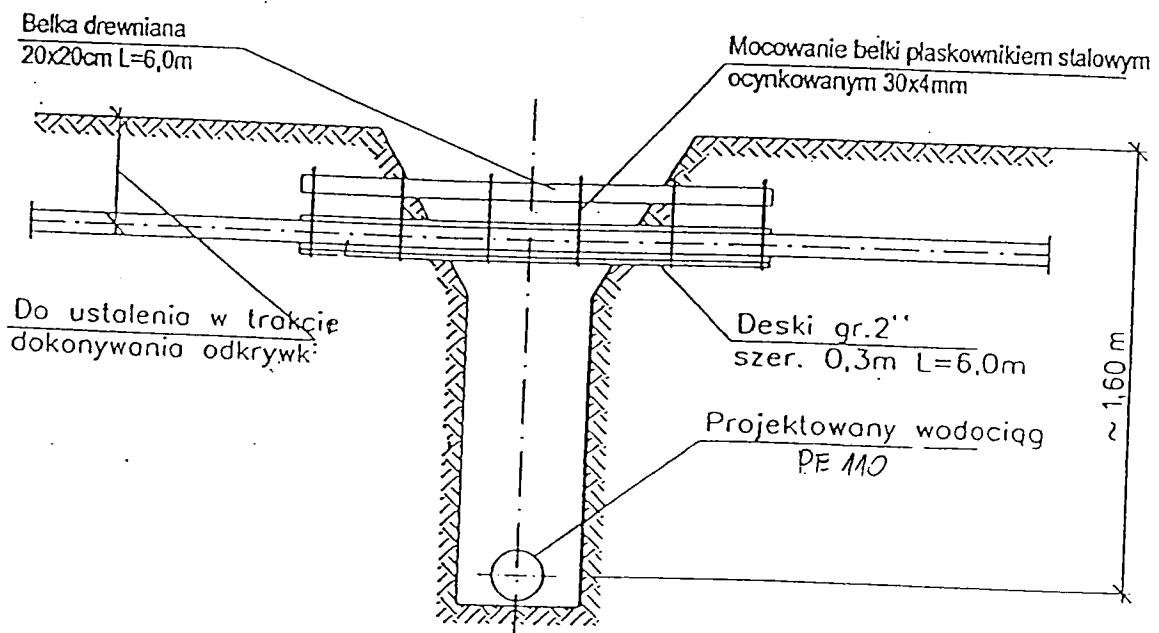 Belka drewniana
20x20cm L=6,0m
Mocowanie belki płaskownikiem stalowym
ocynkowanym 30x4mm
Do ustalenia w trakcie
dokonywania odkrywk
Deski gr.2''
szer. 0,3m L=6,0m
Projektowany wodociąg
PE 110
~ 1,60 m